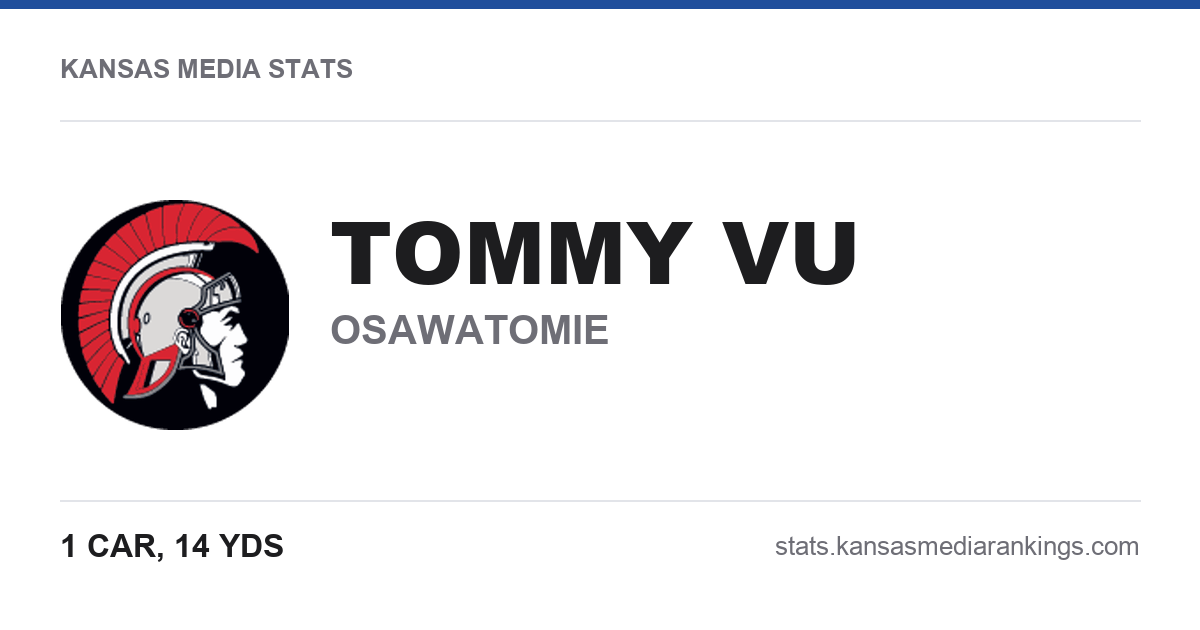 KANSAS MEDIA STATS
TOMMY VU
OSAWATOMIE
1 CAR, 14 YDS
stats.kansasmediarankings.com